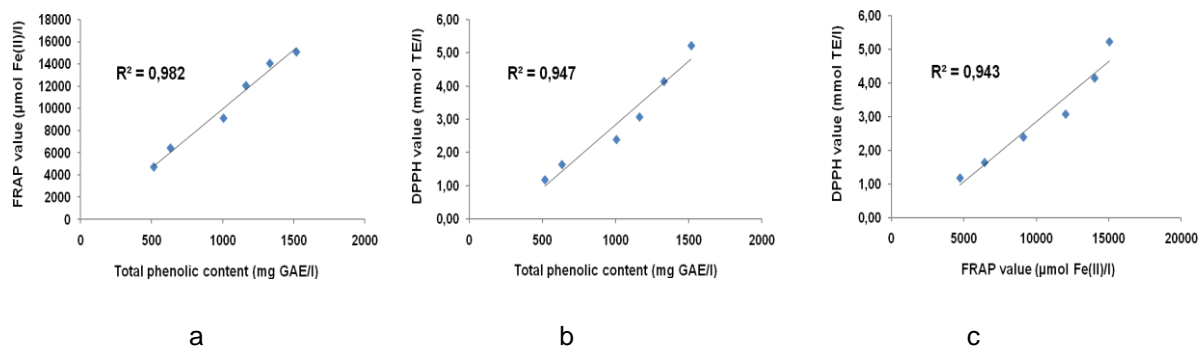 FRAP value (µmol Fe(II)/l)
18000
16000
14000
12000
10000
8000
6000
4000
2000
0
R² = 0,982
0 500 1000 1500 2000
Total phenolic content (mg GAE/l)
a
DPPH value (mmol TE/l)
6,00
5,00
4,00
3,00
2,00
1,00
0,00
R² = 0,947
0 500 1000 1500 2000
Total phenolic content (mg GAE/l)
b
DPPH value (mmol TE/l)
6,00
5,00
4,00
3,00
2,00
1,00
0,00
R² = 0,943
0 5000 10000 15000 20000
FRAP value (µmol Fe(II)/l)
c